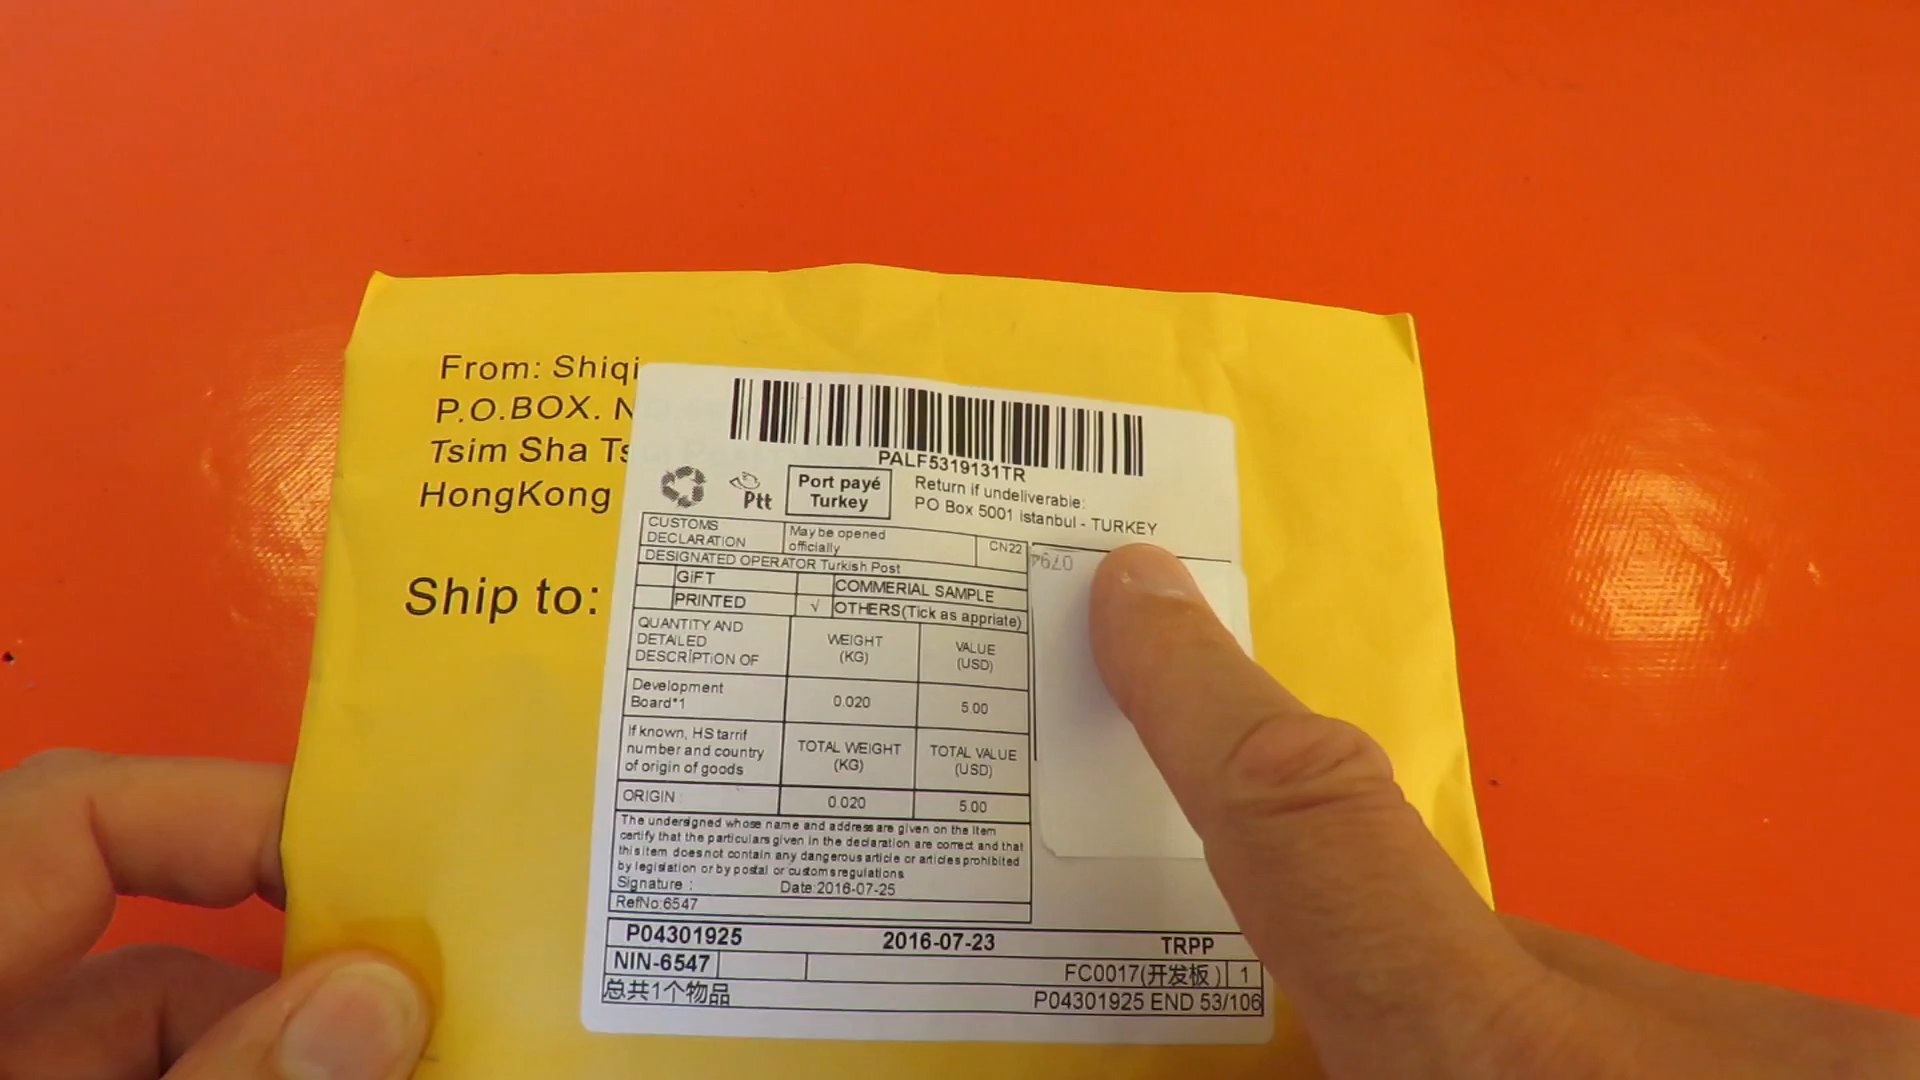 From: Shiqi
P.O.BOX. N
Tsim Sha Ts
HongKong
Ship to:
PALF5319131TR
Ptt
Port payé
Turkey
Return if undeliverable:
PO Box 5001 istanbul - TURKEY
CUSTOMS
DECLARATION
May be opened
officially
CN22
DESIGNATED OPERATOR Turkish Post
GiFT
COMMERIAL SAMPLE
PRINTED
√ OTHERS(Tick as appriate)
QUANTITY AND
DETAILED
DESCRİPTiON OF
WEIGHT
(KG)
VALUE
(USD)
Development
Board*1
0.020
5.00
If known, HS tarrif
number and country
of origin of goods
TOTAL WEIGHT
(KG)
TOTAL VALUE
(USD)
ORIGIN :
0.020
5.00
The undersigned whose name and address are given on the item
certify that the particulars given in the declaration are correct and that
this item does not contain any dangerous article or articles prohibited
by legislation or by postal or customs regulations
Signature :
Date:2016-07-25
RefNo:6547
0794
P04301925
2016-07-23
TRPP
NIN-6547
FC0017(开发板 )
1
总共1个物品
P04301925 END 53/106